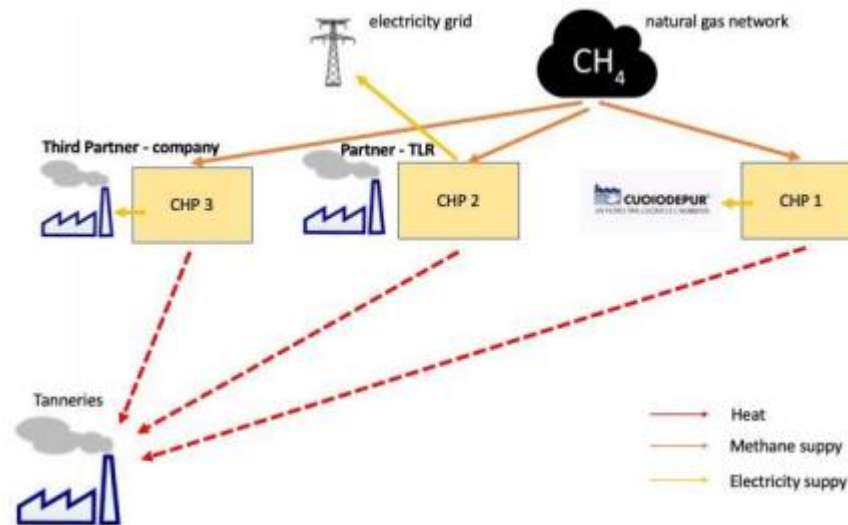 electricity grid
natural gas network
CH4
Third Partner - company
Partner - TLR
CHP 3
CHP 2
CUOIODEPUR
CHP 1
Tanneries
Heat
Methane suppy
Electricity suppy